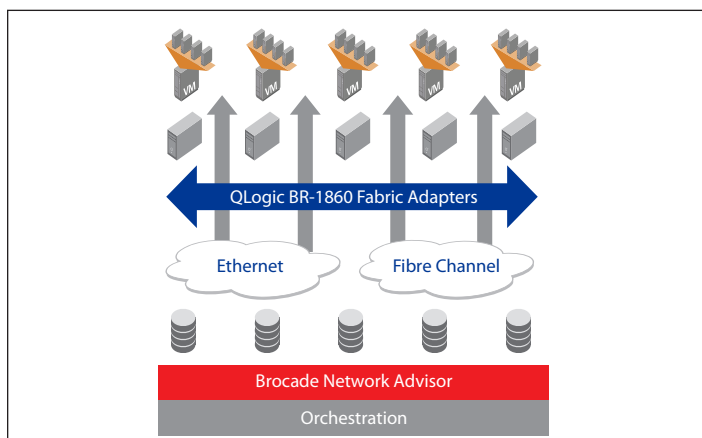 VM VM VM VM VM
QLogic BR-1860 Fabric Adapters
Ethernet Fibre Channel
Brocade Network Advisor
Orchestration